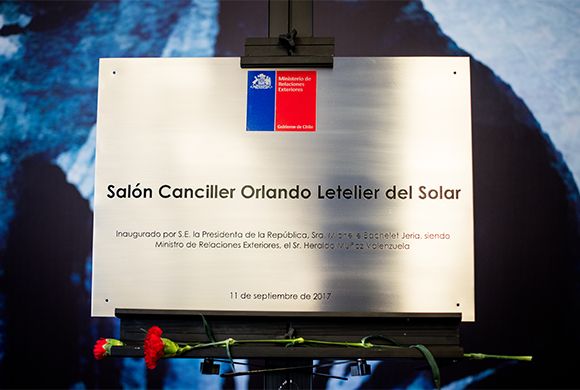 Ministerio de
Relaciones
Exteriores
Gobierno de Chile
Salón Canciller Orlando Letelier del Solar
Inaugurado por S.E. la Presidenta de la República, Sra. Michelle Bachelet Jeria, siendo
Ministro de Relaciones Exteriores, el Sr. Heraldo Muñoz Valenzuela
11 de septiembre de 2017